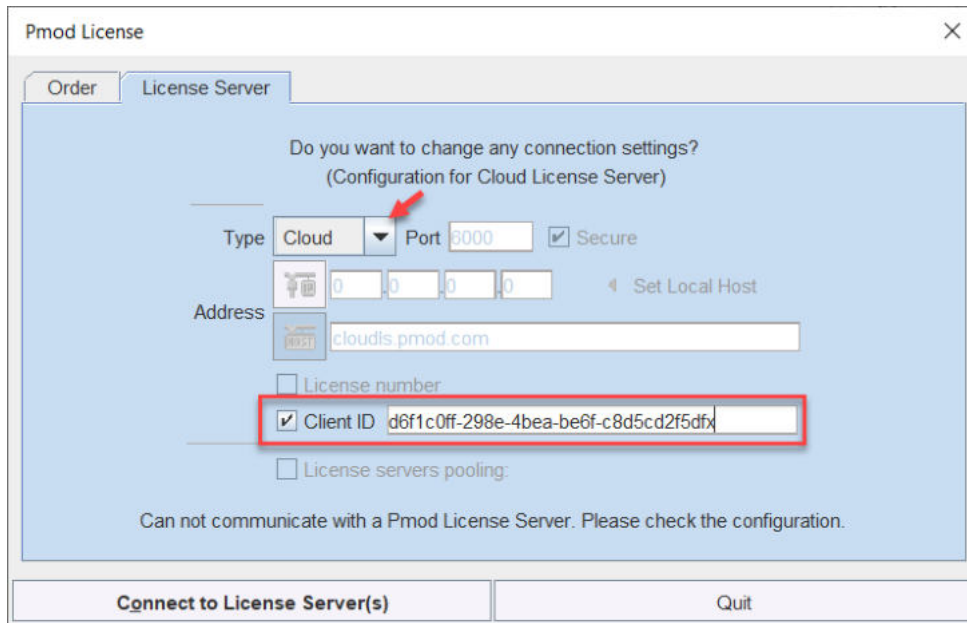 Pmod License
Order License Server
Do you want to change any connection settings?
(Configuration for Cloud License Server)
Type Cloud Port 6000 Secure
0 .0 .0 .0 Set Local Host
Address
HOST cloudis.pmod.com
License number
Client ID d6f1c0ff-298e-4bea-be6f-c8d5cd2f5dfx
License servers pooling:
Can not communicate with a Pmod License Server. Please check the configuration.
Connect to License Server(s) Quit